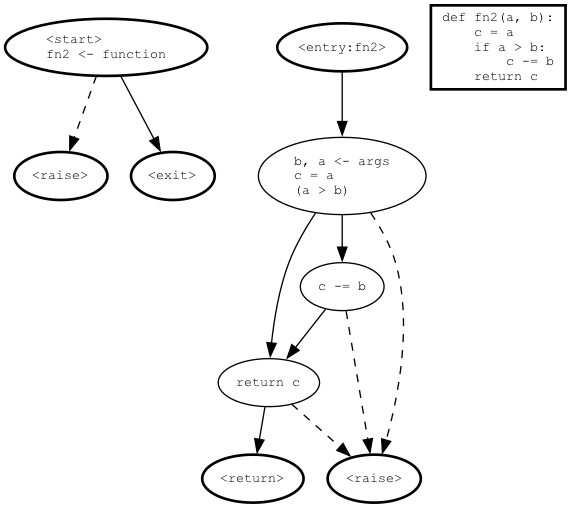 <start>
fn2 <- function
<raise>
<exit>
<entry:fn2>
b, a <- args
c = a
(a > b)
c -= b
return c
<return>
<raise>
def fn2(a, b):
    c = a
    if a > b:
        c -= b
    return c